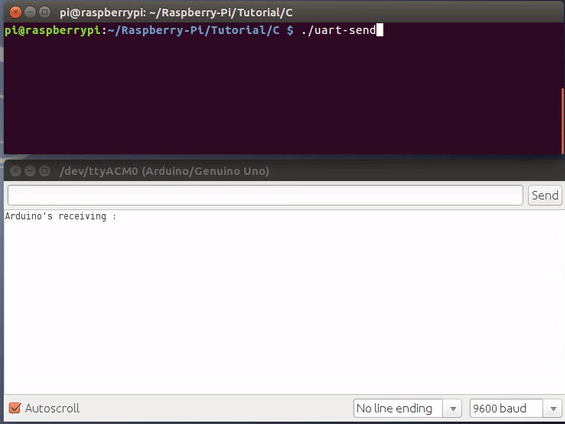 pi@raspberrypi: ~/Raspberry-Pi/Tutorial/C
pi@raspberrypi:~/Raspberry-Pi/Tutorial/C $ ./uart-send
/dev/ttyACM0 (Arduino/Genuino Uno)
Send
Arduino's receiving :
Autoscroll
No line ending
9600 baud